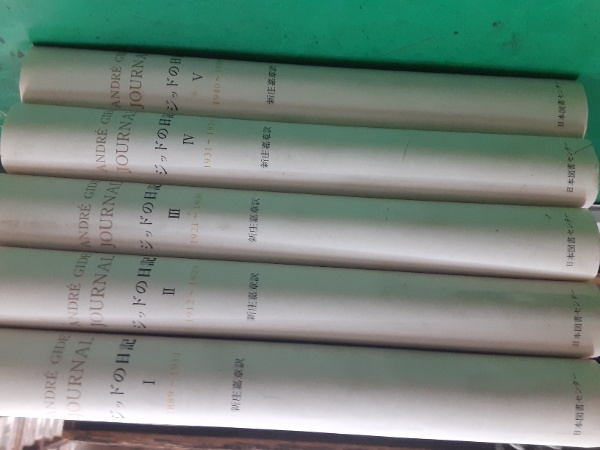 ANDRÉ GIDE
JOURNAL
ジッドの日記
V
新庄嘉章訳
日本図書センター
ANDRÉ GIDE
JOURNAL
ジッドの日記
IV
新庄嘉章訳
日本図書センター
ANDRÉ GIDE
JOURNAL
ジッドの日記
III
新庄嘉章訳
日本図書センター
ANDRÉ GIDE
JOURNAL
ジッドの日記
II
新庄嘉章訳
日本図書センター
ANDRÉ GIDE
JOURNAL
ジッドの日記
I
1889〜1911
新庄嘉章訳
日本図書センター